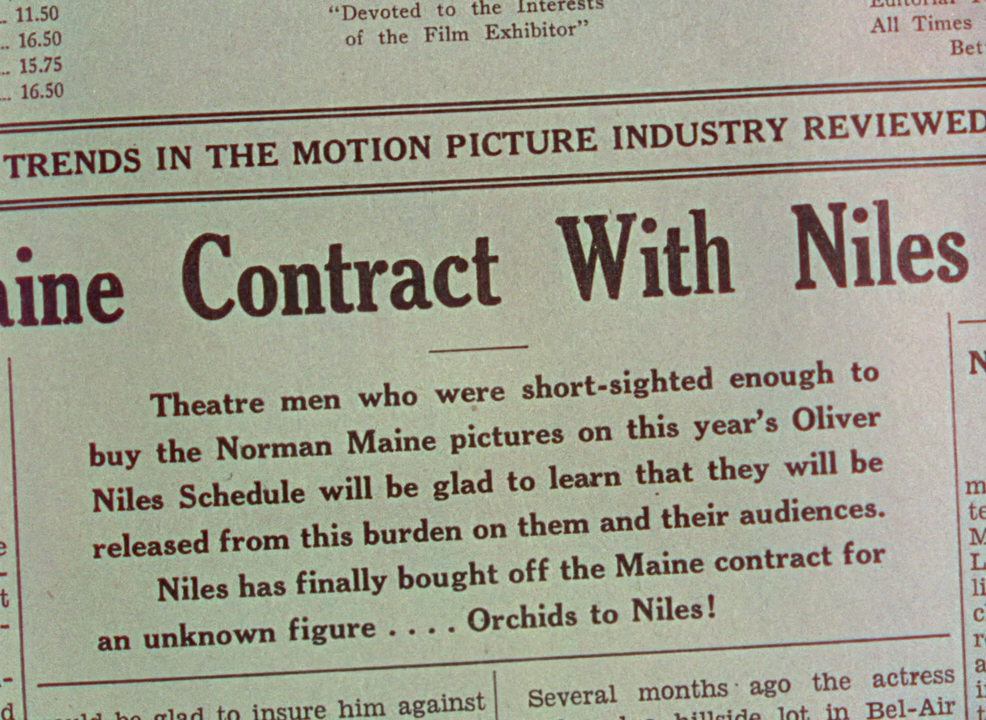 .. 11.50
.. 16.50
.. 15.75
... 16.50
"Devoted to the Interests
of the Film Exhibitor"
All Times
TRENDS IN THE MOTION PICTURE INDUSTRY REVIEWED
aine Contract With Niles
Theatre men who were short-sighted enough to
buy the Norman Maine pictures on this year's Oliver
Niles Schedule will be glad to learn that they will be
released from this burden on them and their audiences.
Niles has finally bought off the Maine contract for
an unknown figure .... Orchids to Niles!
be glad to insure him against
Several months ago the actress
hillside lot in Bel-Air